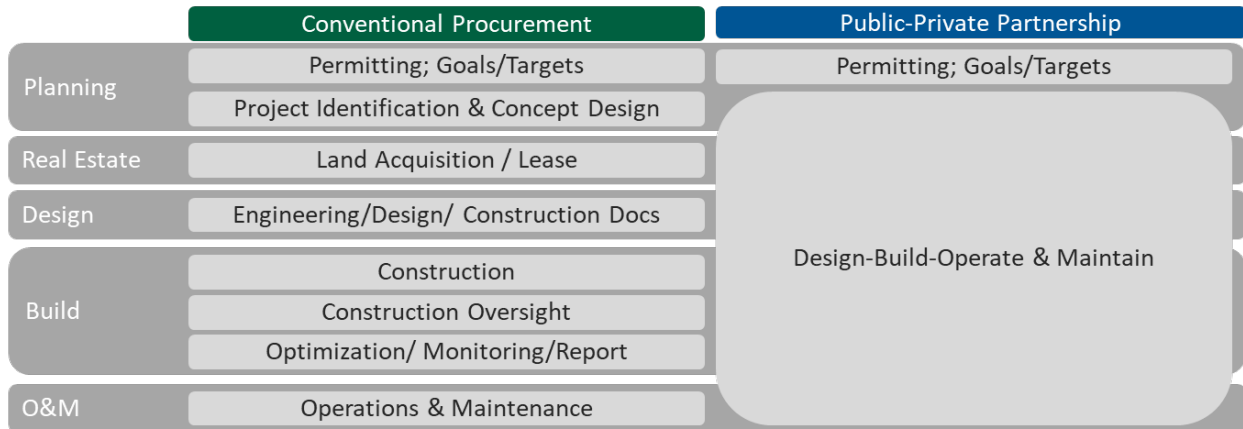 Conventional Procurement
Public-Private Partnership
Planning
Permitting; Goals/Targets
Permitting; Goals/Targets
Project Identification & Concept Design
Real Estate
Land Acquisition / Lease
Design
Engineering/Design/ Construction Docs
Design-Build-Operate & Maintain
Build
Construction
Construction Oversight
Optimization/ Monitoring/Report
O&M
Operations & Maintenance